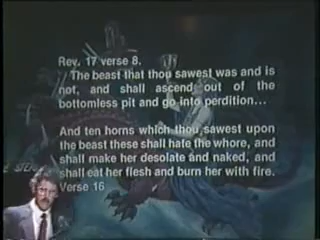 Rev. 17 verse 8.
The beast that thou sawest was and is
not, and shall ascend out of the
bottomless pit and go into perdition...
And ten horns which thou sawest upon
the beast these shall hate the whore, and
shall make her desolate and naked, and
shall eat her flesh and burn her with fire.
Verse 16